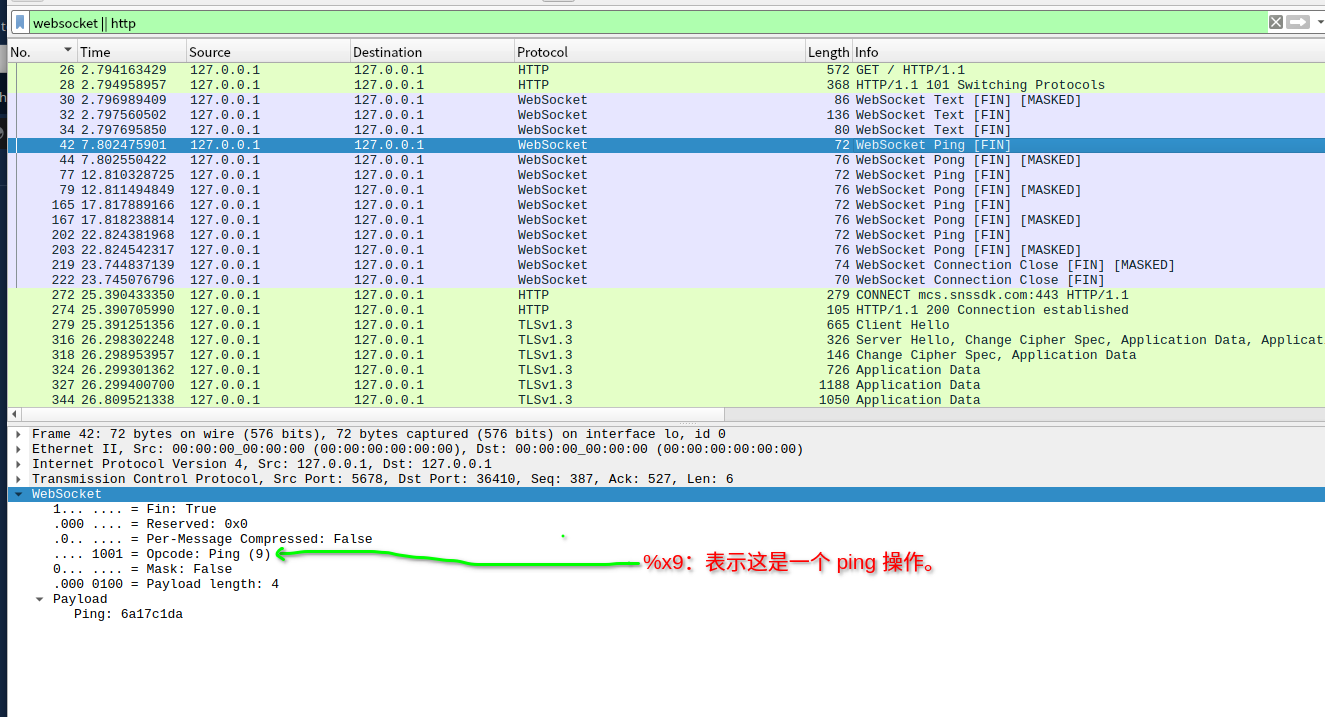 websocket || http
No. Time Source Destination Protocol Length Info
26 2.794163429 127.0.0.1 127.0.0.1 HTTP 572 GET / HTTP/1.1
28 2.794958957 127.0.0.1 127.0.0.1 HTTP 368 HTTP/1.1 101 Switching Protocols
30 2.796989409 127.0.0.1 127.0.0.1 WebSocket 86 WebSocket Text [FIN] [MASKED]
32 2.797560502 127.0.0.1 127.0.0.1 WebSocket 136 WebSocket Text [FIN]
34 2.797695850 127.0.0.1 127.0.0.1 WebSocket 80 WebSocket Text [FIN]
42 7.802475901 127.0.0.1 127.0.0.1 WebSocket 72 WebSocket Ping [FIN]
44 7.802550422 127.0.0.1 127.0.0.1 WebSocket 76 WebSocket Pong [FIN] [MASKED]
77 12.810328725 127.0.0.1 127.0.0.1 WebSocket 72 WebSocket Ping [FIN]
79 12.811494849 127.0.0.1 127.0.0.1 WebSocket 76 WebSocket Pong [FIN] [MASKED]
165 17.817889166 127.0.0.1 127.0.0.1 WebSocket 72 WebSocket Ping [FIN]
167 17.818238814 127.0.0.1 127.0.0.1 WebSocket 76 WebSocket Pong [FIN] [MASKED]
202 22.824381968 127.0.0.1 127.0.0.1 WebSocket 72 WebSocket Ping [FIN]
203 22.824542317 127.0.0.1 127.0.0.1 WebSocket 76 WebSocket Pong [FIN] [MASKED]
219 23.744837139 127.0.0.1 127.0.0.1 WebSocket 74 WebSocket Connection Close [FIN] [MASKED]
222 23.745076796 127.0.0.1 127.0.0.1 WebSocket 70 WebSocket Connection Close [FIN]
272 25.390433350 127.0.0.1 127.0.0.1 HTTP 279 CONNECT mcs.snssdk.com:443 HTTP/1.1
274 25.390705990 127.0.0.1 127.0.0.1 HTTP 105 HTTP/1.1 200 Connection established
279 25.391251356 127.0.0.1 127.0.0.1 TLSv1.3 665 Client Hello
316 26.298302248 127.0.0.1 127.0.0.1 TLSv1.3 326 Server Hello, Change Cipher Spec, Application Data, Applicat
318 26.298953957 127.0.0.1 127.0.0.1 TLSv1.3 146 Change Cipher Spec, Application Data
324 26.299301362 127.0.0.1 127.0.0.1 TLSv1.3 726 Application Data
327 26.299400700 127.0.0.1 127.0.0.1 TLSv1.3 1188 Application Data
344 26.809521338 127.0.0.1 127.0.0.1 TLSv1.3 1050 Application Data
Frame 42: 72 bytes on wire (576 bits), 72 bytes captured (576 bits) on interface lo, id 0
Ethernet II, Src: 00:00:00_00:00:00 (00:00:00:00:00:00), Dst: 00:00:00_00:00:00 (00:00:00:00:00:00)
Internet Protocol Version 4, Src: 127.0.0.1, Dst: 127.0.0.1
Transmission Control Protocol, Src Port: 5678, Dst Port: 36410, Seq: 387, Ack: 527, Len: 6
WebSocket
1... .... = Fin: True
.000 .... = Reserved: 0x0
.0.. .... = Per-Message Compressed: False
.... 1001 = Opcode: Ping (9)
%x9：表示这是一个 ping 操作。
0... .... = Mask: False
.000 0100 = Payload length: 4
Payload
Ping: 6a17c1da